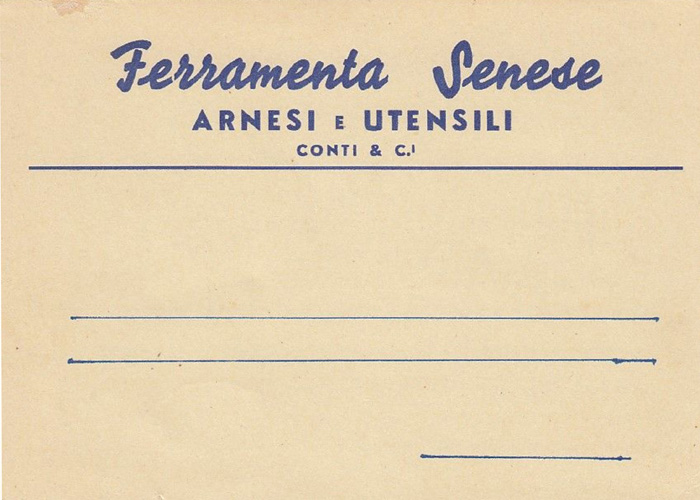 Ferramenta Senese
ARNESI E UTENSILI
CONTI & C.i